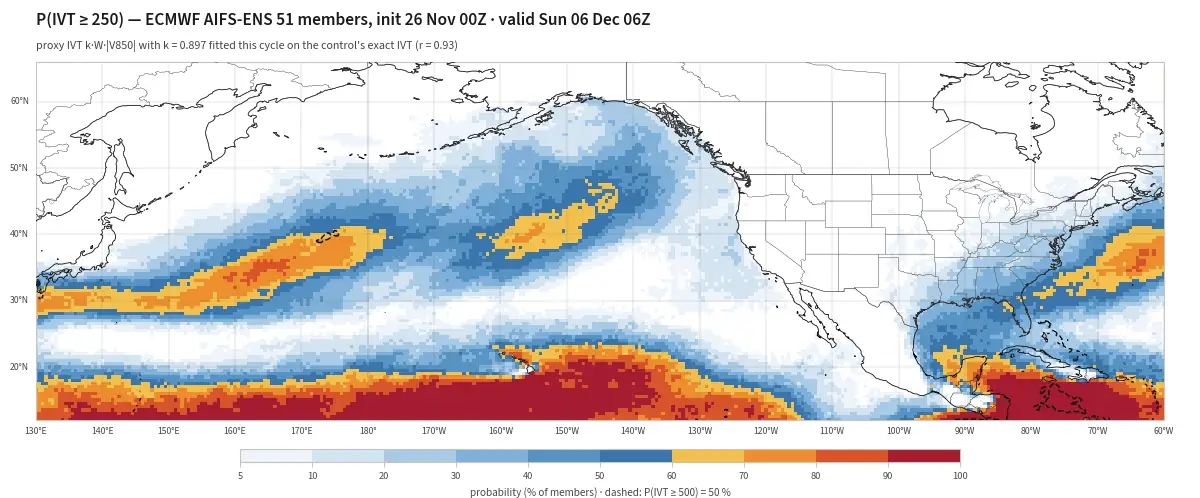 P(IVT ≥ 250) — ECMWF AIFS-ENS 51 members, init 26 Nov 00Z · valid Sun 06 Dec 06Z
proxy IVT k·W·|V850| with k = 0.897 fitted this cycle on the control's exact IVT (r = 0.93)
60°N
50°N
40°N
30°N
20°N
130°E 140°E 150°E 160°E 170°E 180° 170°W 160°W 150°W 140°W 130°W 120°W 110°W 100°W 90°W 80°W 70°W 60°W
5 10 20 30 40 50 60 70 80 90 100
probability (% of members) · dashed: P(IVT ≥ 500) = 50 %